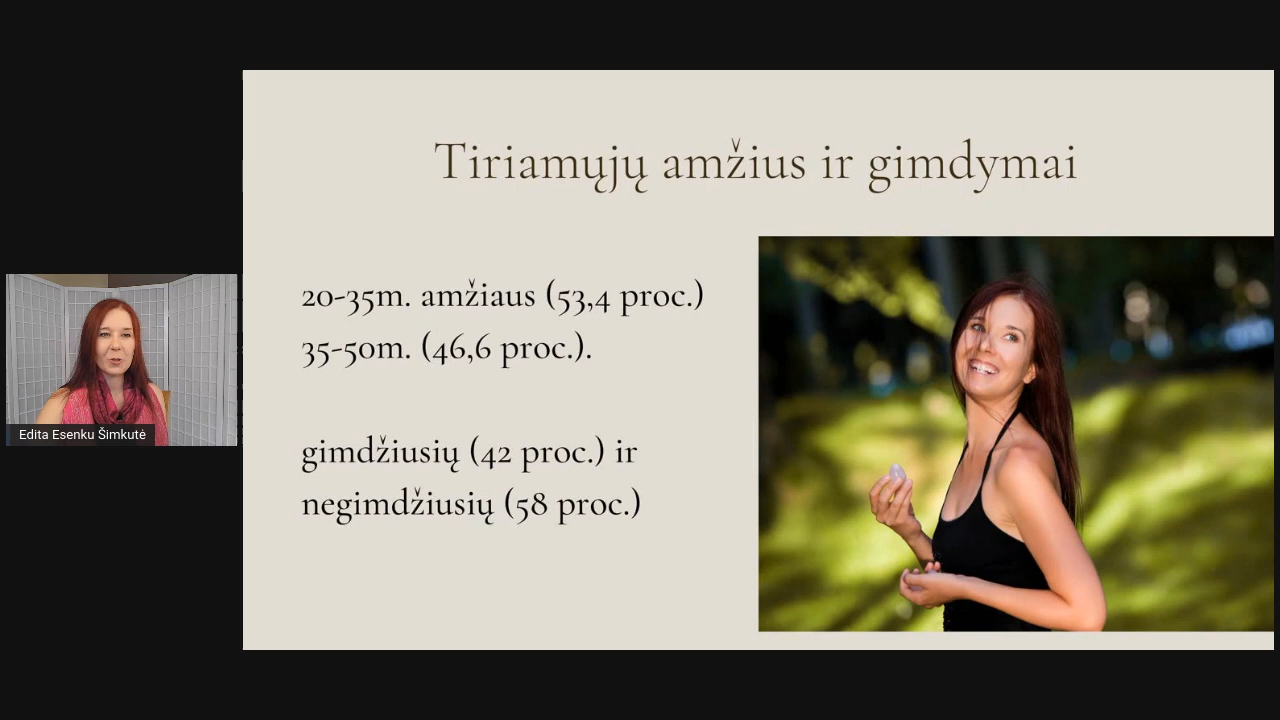 Tiriamųjų amžius ir gimdymai
20-35m. amžiaus (53,4 proc.)
35-50m. (46,6 proc.).
gimdžiusių (42 proc.) ir
negimdžiusių (58 proc.)
Edita Esenku Šimkutė